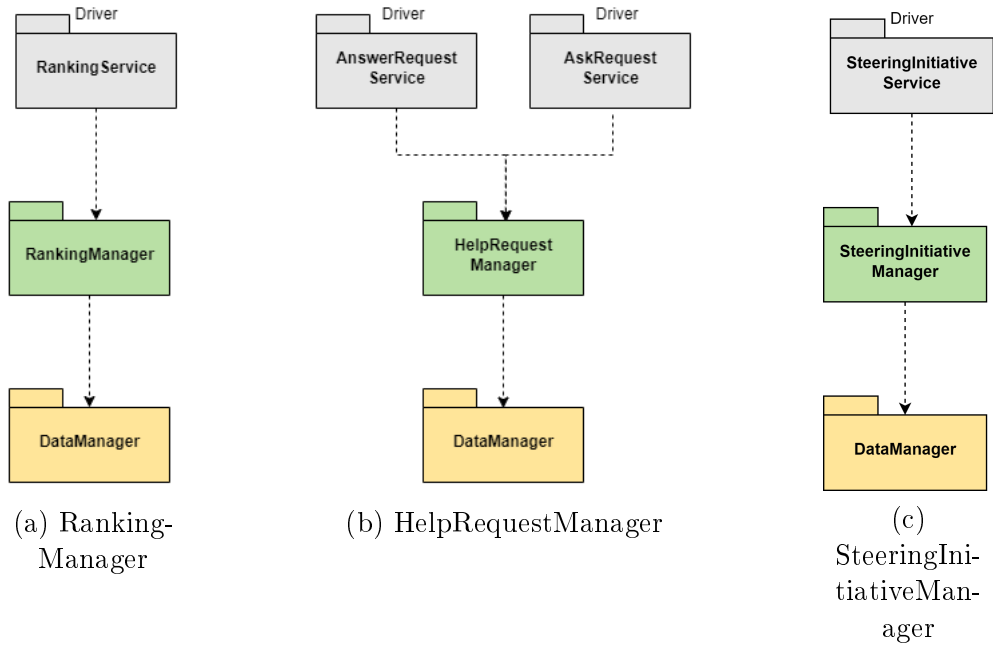 Driver
RankingService
RankingManager
DataManager
(a) Ranking-
Manager
Driver
AnswerRequest
Service
Driver
AskRequest
Service
HelpRequest
Manager
DataManager
(b) HelpRequestManager
Driver
SteeringInitiative
Service
SteeringInitiative
Manager
DataManager
(c)
SteeringIni-
tiativeMan-
ager